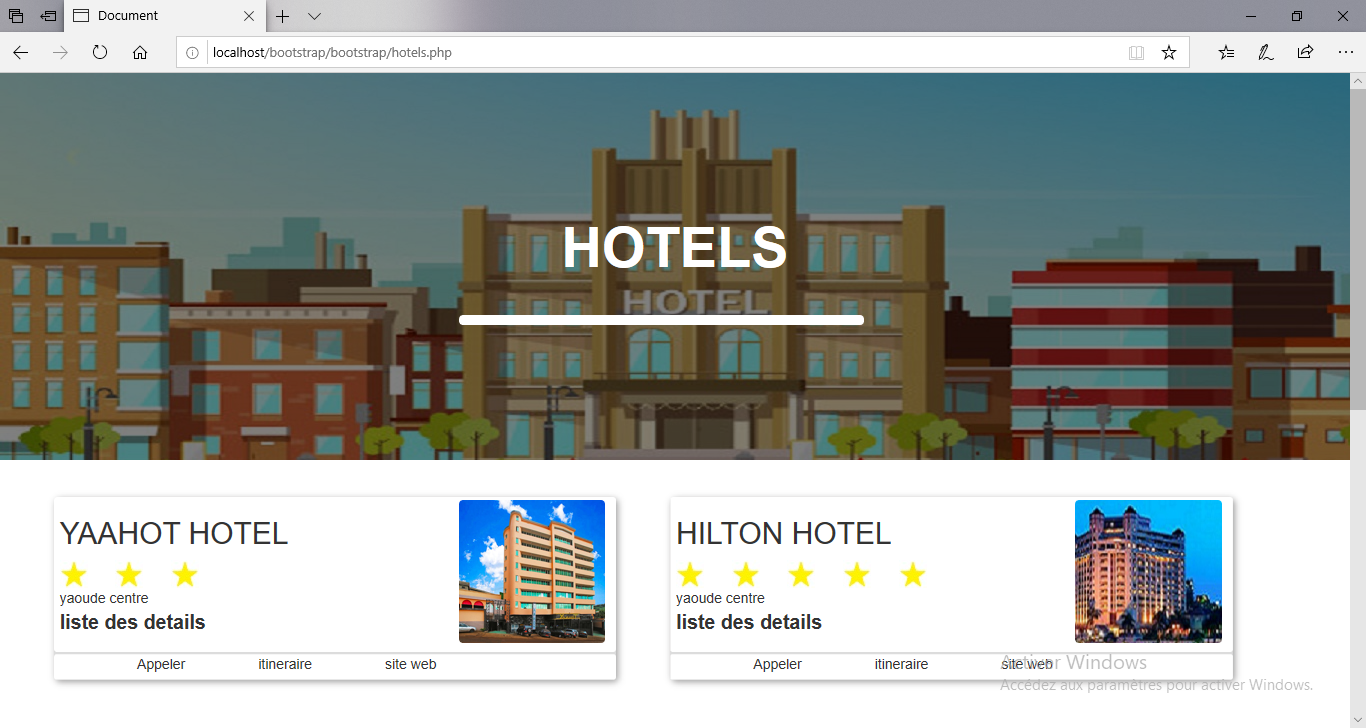 Document
localhost/bootstrap/bootstrap/hotels.php
HOTELS
HOTEL
YAAHOT HOTEL
yaoude centre
liste des details
Appeler itineraire site web
HILTON HOTEL
yaoude centre
liste des details
Appeler itineraire site web
Activer Windows
Accédez aux paramètres pour activer Windows.